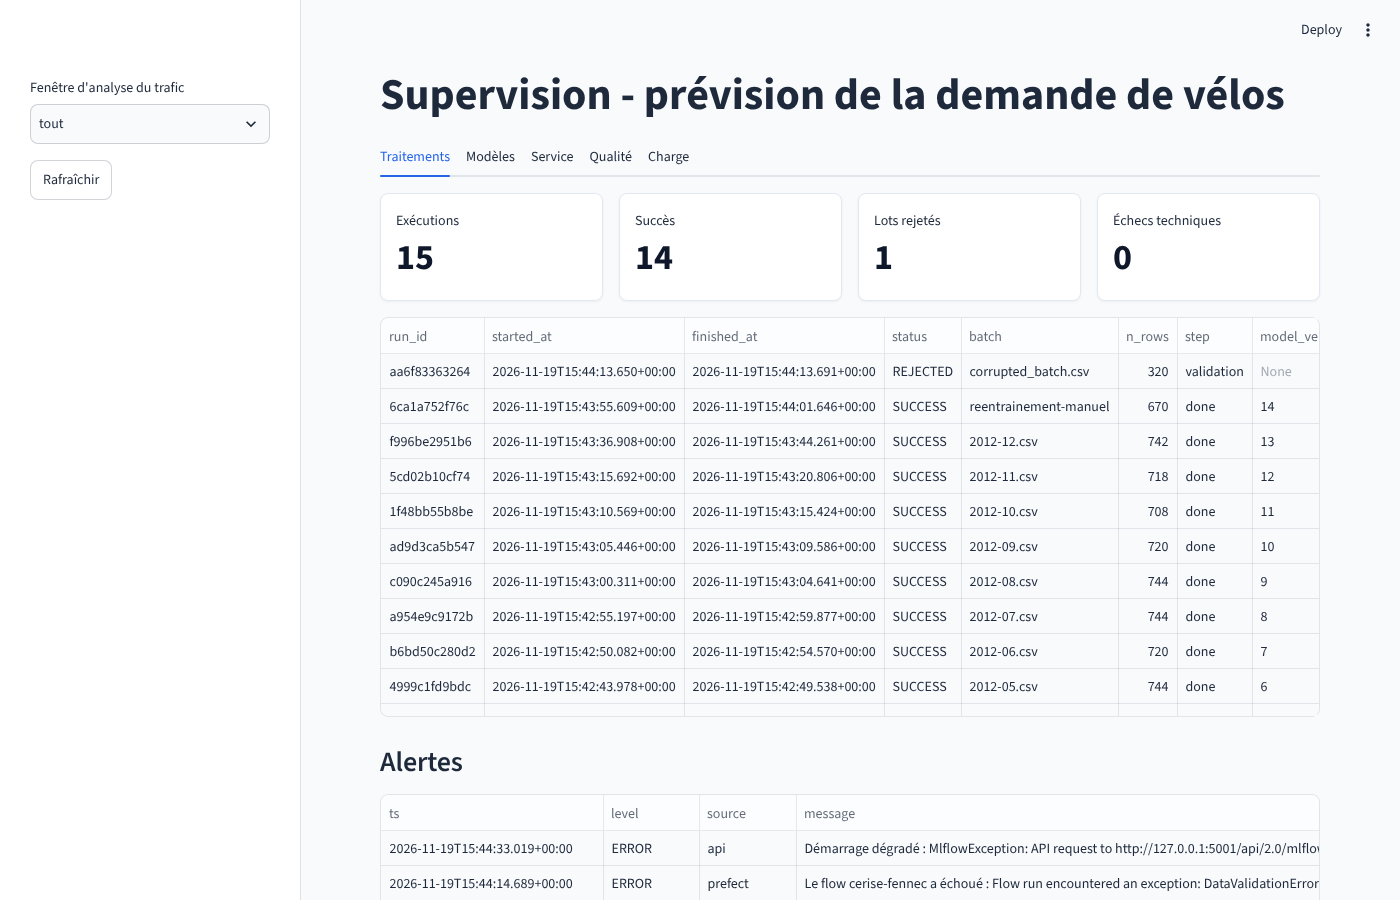 Deploy
Fenêtre d'analyse du trafic
tout
Rafraîchir
Supervision - prévision de la demande de vélos
Traitements Modèles Service Qualité Charge
Exécutions Succès Lots rejetés Échecs techniques
15 14 1 0
run_id started_at finished_at status batch n_rows step model_ve
aa6f83363264 2026-11-19T15:44:13.650+00:00 2026-11-19T15:44:13.691+00:00 REJECTED corrupted_batch.csv 320 validation None
6ca1a752f76c 2026-11-19T15:43:55.609+00:00 2026-11-19T15:44:01.646+00:00 SUCCESS reentrainement-manuel 670 done 14
f996be2951b6 2026-11-19T15:43:36.908+00:00 2026-11-19T15:43:44.261+00:00 SUCCESS 2012-12.csv 742 done 13
5cd02b10cf74 2026-11-19T15:43:15.692+00:00 2026-11-19T15:43:20.806+00:00 SUCCESS 2012-11.csv 718 done 12
1f48bb55b8be 2026-11-19T15:43:10.569+00:00 2026-11-19T15:43:15.424+00:00 SUCCESS 2012-10.csv 708 done 11
ad9d3ca5b547 2026-11-19T15:43:05.446+00:00 2026-11-19T15:43:09.586+00:00 SUCCESS 2012-09.csv 720 done 10
c090c245a916 2026-11-19T15:43:00.311+00:00 2026-11-19T15:43:04.641+00:00 SUCCESS 2012-08.csv 744 done 9
a954e9c9172b 2026-11-19T15:42:55.197+00:00 2026-11-19T15:42:59.877+00:00 SUCCESS 2012-07.csv 744 done 8
b6bd50c280d2 2026-11-19T15:42:50.082+00:00 2026-11-19T15:42:54.570+00:00 SUCCESS 2012-06.csv 720 done 7
4999c1fd9bdc 2026-11-19T15:42:43.978+00:00 2026-11-19T15:42:49.538+00:00 SUCCESS 2012-05.csv 744 done 6
Alertes
ts level source message
2026-11-19T15:44:33.019+00:00 ERROR api Démarrage dégradé : MlflowException: API request to http://127.0.0.1:5001/api/2.0/mlflow
2026-11-19T15:44:14.689+00:00 ERROR prefect Le flow cerise-fennec a échoué : Flow run encountered an exception: DataValidationError